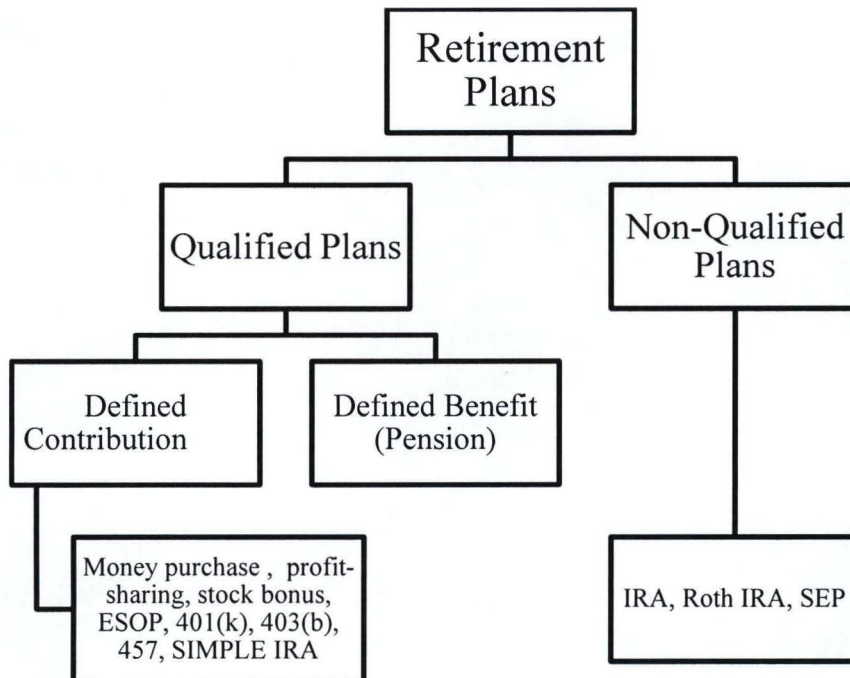 Retirement
Plans
Qualified Plans
Non-Qualified
Plans
Defined
Contribution
Defined Benefit
(Pension)
Money purchase , profit-
sharing, stock bonus,
ESOP, 401(k), 403(b),
457, SIMPLE IRA
IRA, Roth IRA, SEP